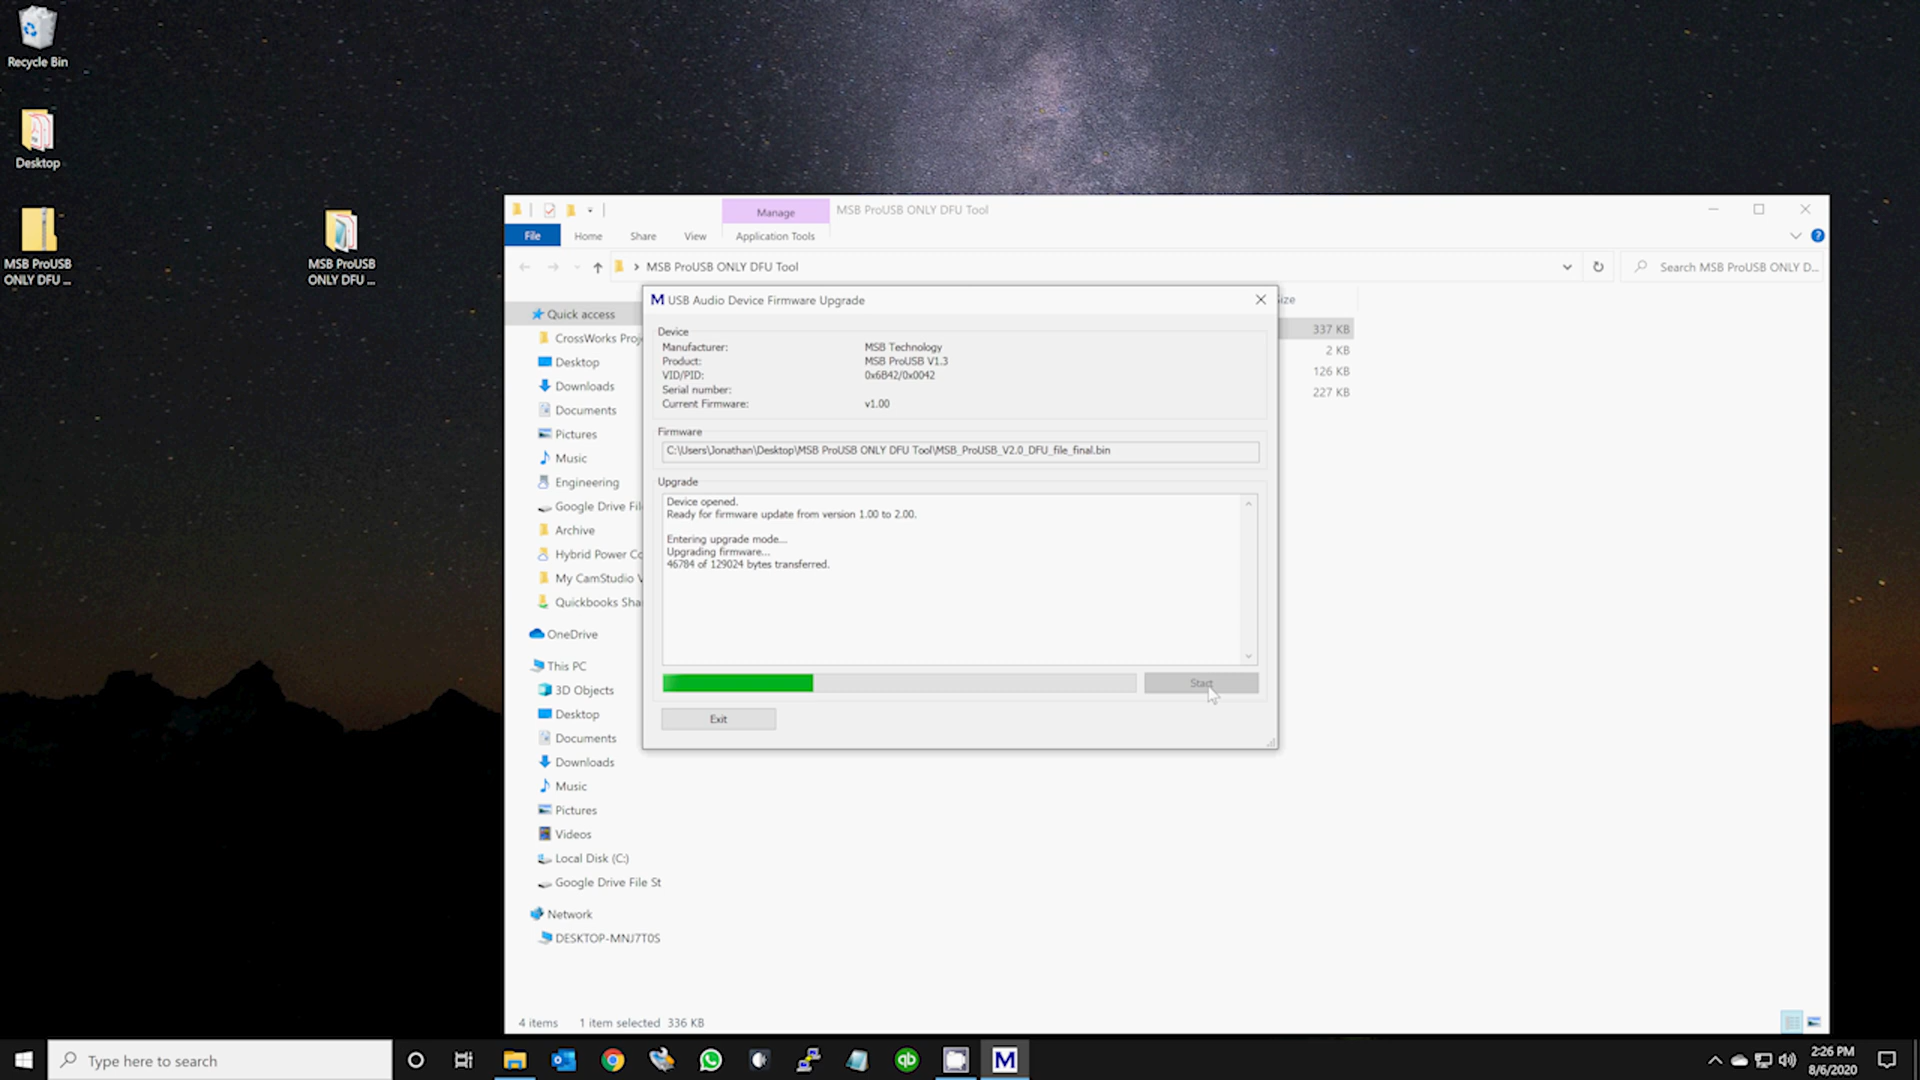 Recycle Bin
Desktop
MSB ProUSB
ONLY DFU ...
MSB ProUSB
ONLY DFU ...
Manage
MSB ProUSB ONLY DFU Tool
File
Home
Share
View
Application Tools
MSB ProUSB ONLY DFU Tool
Search MSB ProUSB ONLY D...
M USB Audio Device Firmware Upgrade
Device
Manufacturer: MSB Technology
Product: MSB ProUSB V1.3
VID/PID: 0x6B42/0x0042
Serial number:
Current Firmware: v1.00
Firmware
C:\Users\Jonathan\Desktop\MSB ProUSB ONLY DFU Tool\MSB_ProUSB_V2.0_DFU_file_final.bin
Upgrade
Device opened.
Ready for firmware update from version 1.00 to 2.00.
Entering upgrade mode...
Upgrading firmware...
46784 of 129024 bytes transferred.
Start
Exit
ize
337 KB
2 KB
126 KB
227 KB
Quick access
CrossWorks Proj
Desktop
Downloads
Documents
Pictures
Music
Engineering
Google Drive Fil
Archive
Hybrid Power Co
My CamStudio V
Quickbooks Sha
OneDrive
This PC
3D Objects
Desktop
Documents
Downloads
Music
Pictures
Videos
Local Disk (C:)
Google Drive File St
Network
DESKTOP-MNJ7T0S
4 items 1 item selected 336 KB
Type here to search
qb
M
2:26 PM
8/6/2020